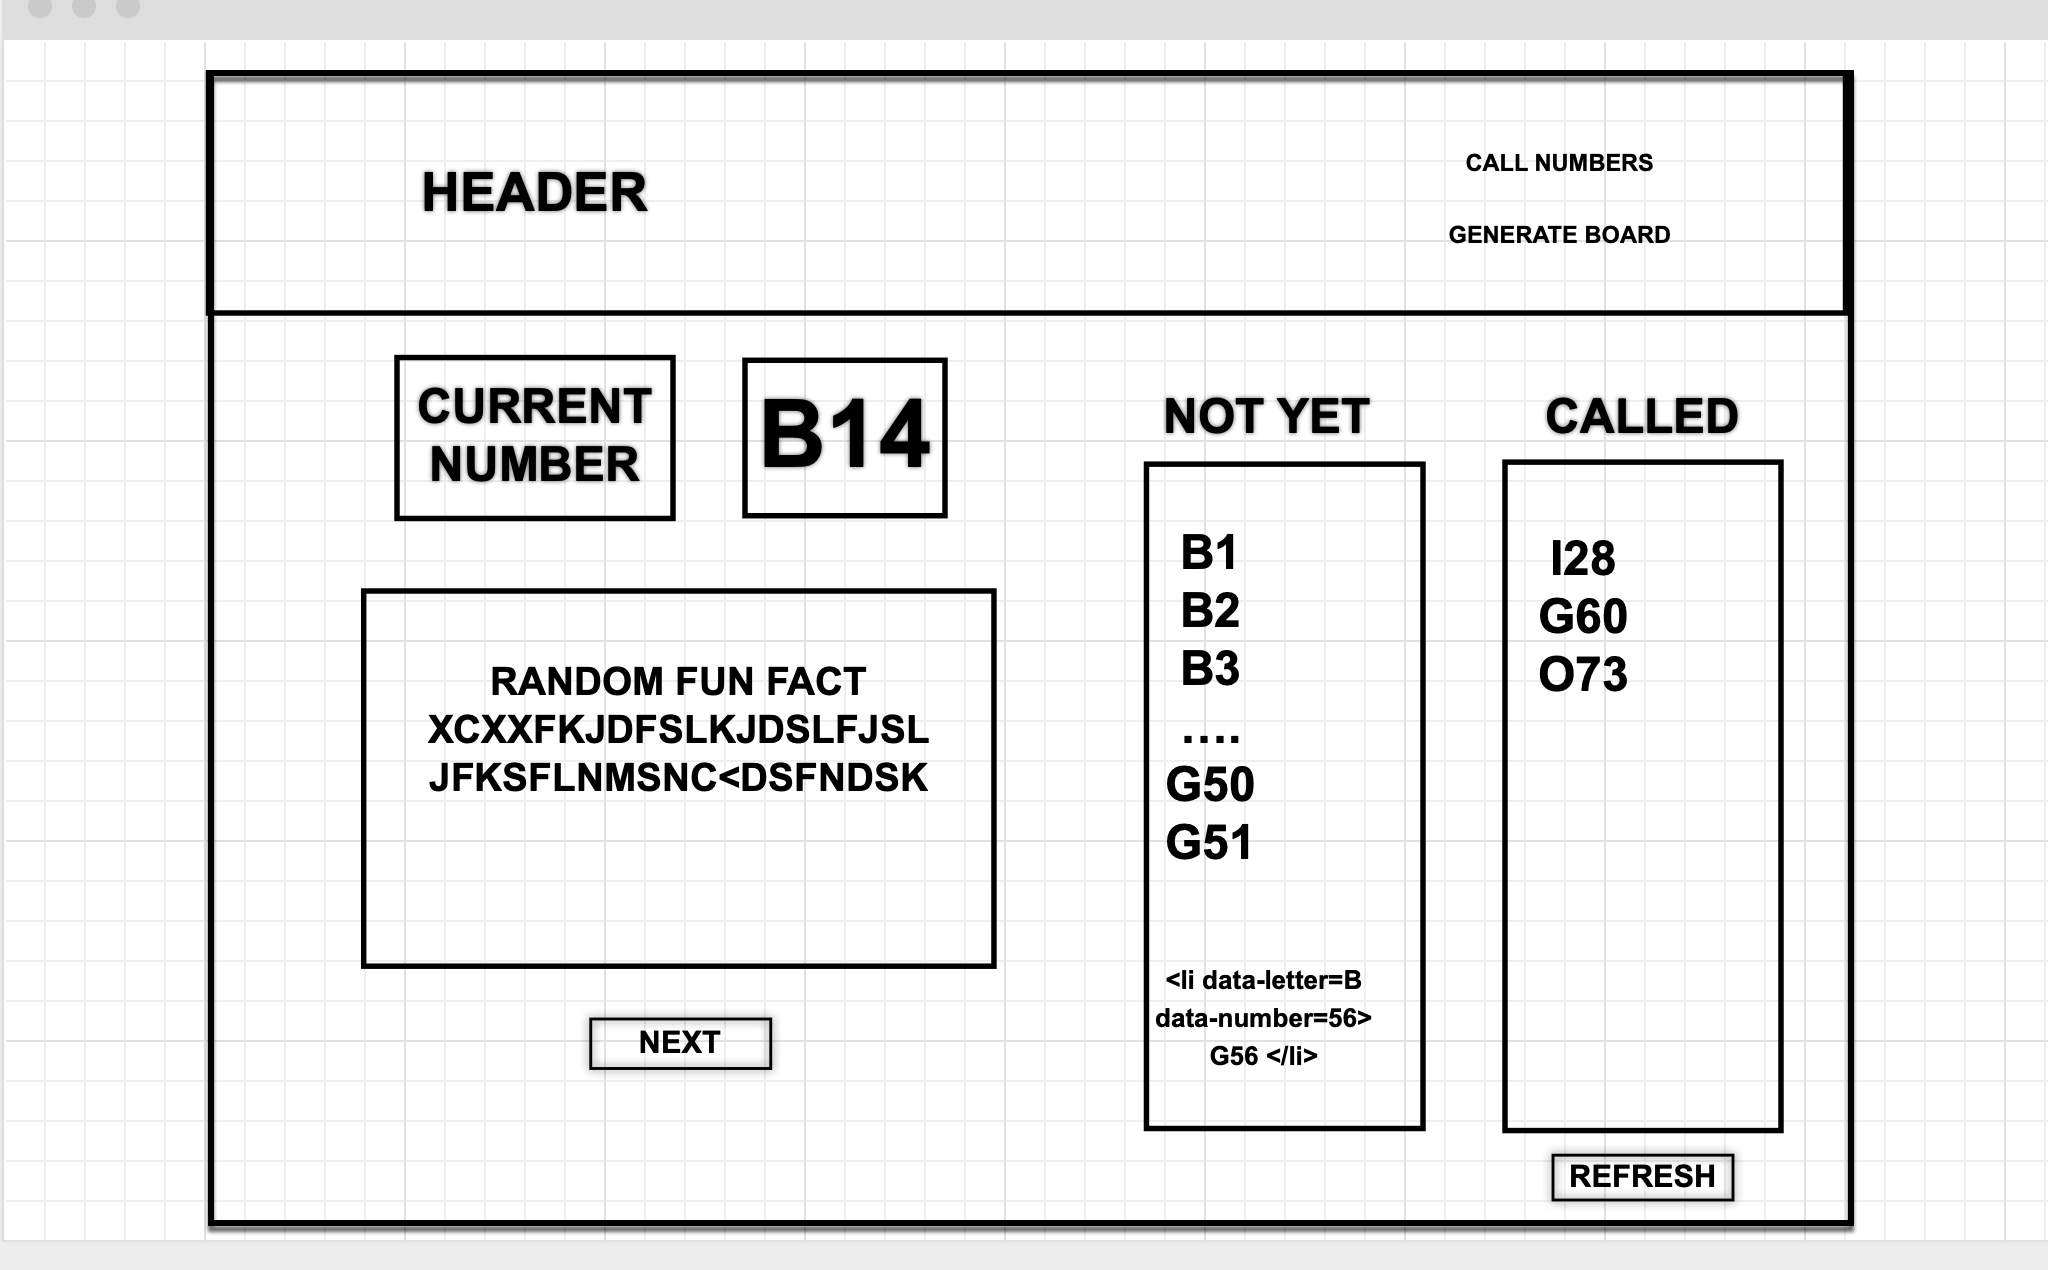 HEADER
CALL NUMBERS
GENERATE BOARD
CURRENT
NUMBER
B14
RANDOM FUN FACT
XCXXFKJDFSLKJDSLFJSL
JFKSFLNMSNC<DSFNDSK
NEXT
NOT YET
B1
B2
B3
....
G50
G51
<li data-letter=B
data-number=56>
G56 </li>
CALLED
I28
G60
O73
REFRESH